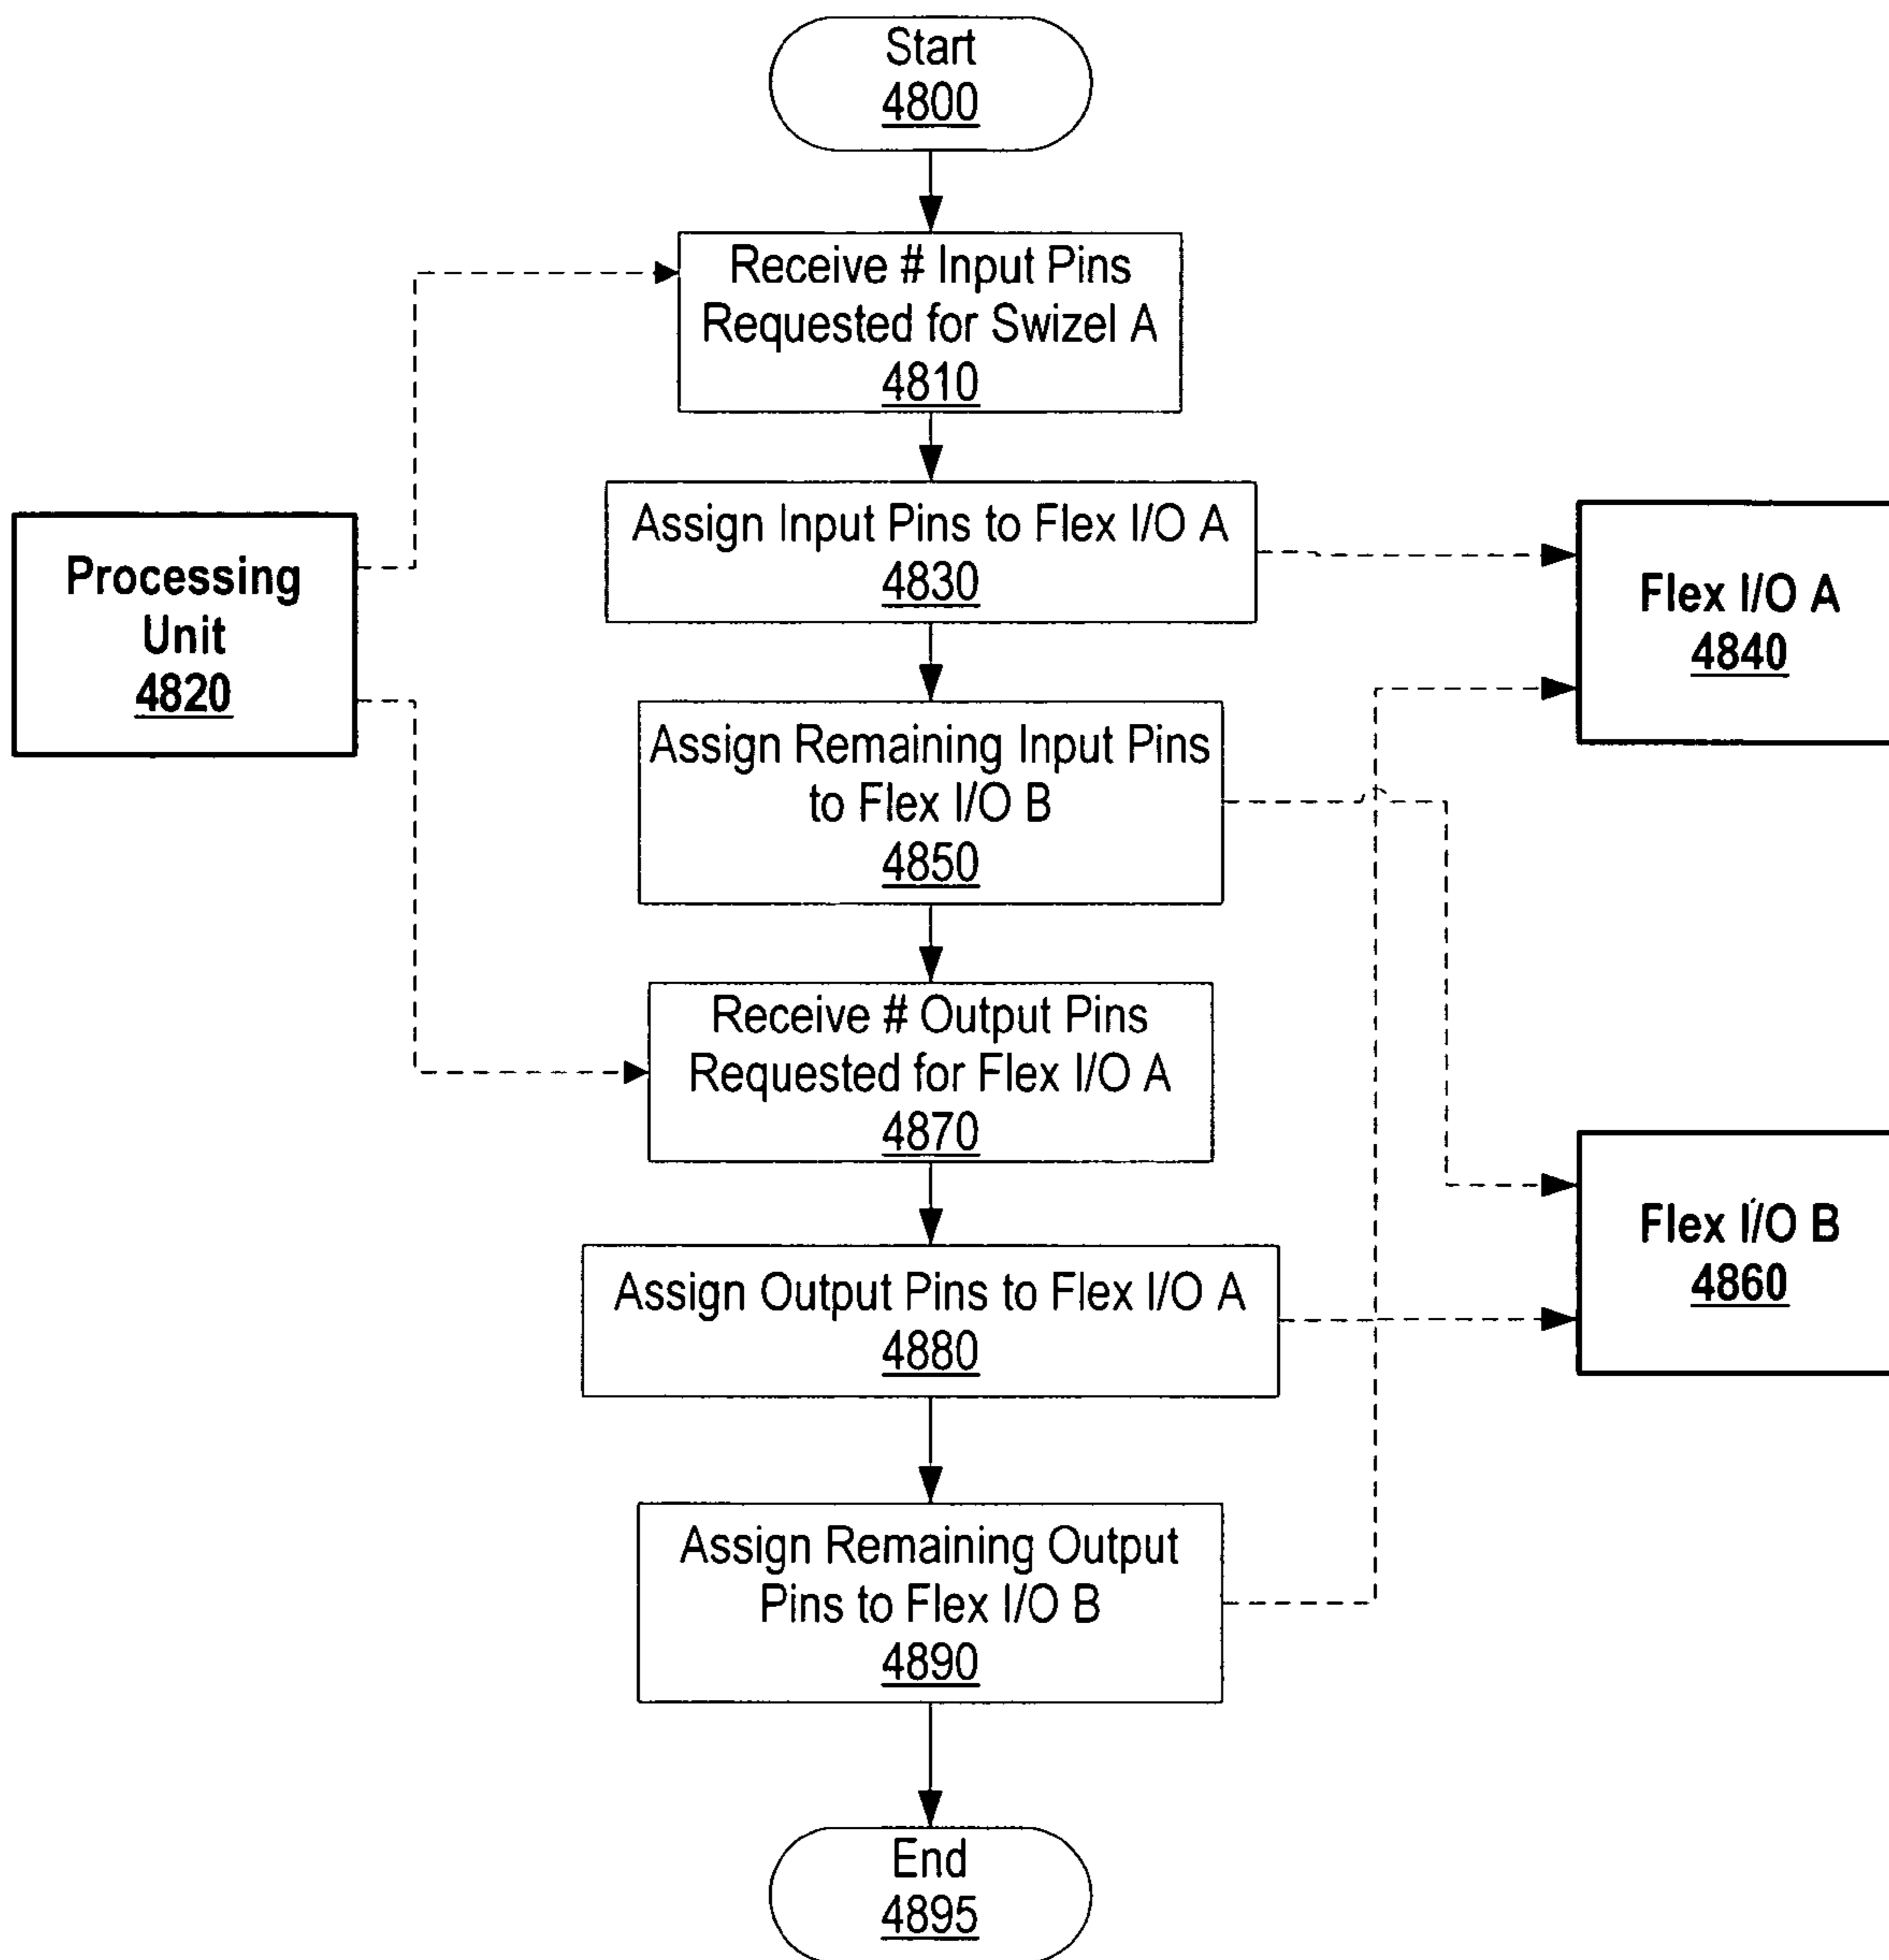 Start
4800
Receive # Input Pins
Requested for Swizel A
4810
Assign Input Pins to Flex I/O A
4830
Processing
Unit
4820
Flex I/O A
4840
Assign Remaining Input Pins
to Flex I/O B
4850
Receive # Output Pins
Requested for Flex I/O A
4870
Flex I/O B
4860
Assign Output Pins to Flex I/O A
4880
Assign Remaining Output
Pins to Flex I/O B
4890
End
4895